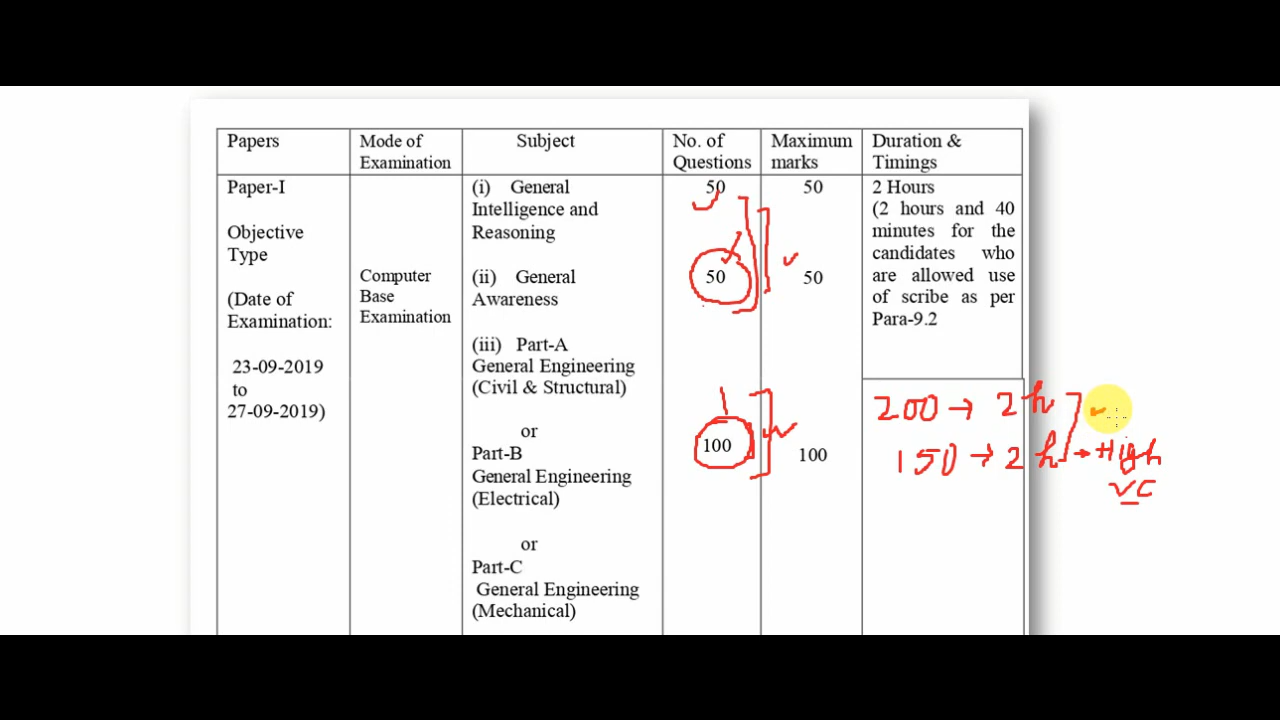 Papers
Mode of
Examination
Subject
No. of
Questions
Maximum
marks
Duration &
Timings
Paper-I
Objective
Type
(Date of
Examination:
23-09-2019
to
27-09-2019)
Computer
Base
Examination
(i) General
Intelligence and
Reasoning
(ii) General
Awareness
(iii) Part-A
General Engineering
(Civil & Structural)
or
Part-B
General Engineering
(Electrical)
or
Part-C
General Engineering
(Mechanical)
50
50
100
50
50
100
2 Hours
(2 hours and 40
minutes for the
candidates who
are allowed use
of scribe as per
Para-9.2
200 → 2h
150 → 2h → High
VC